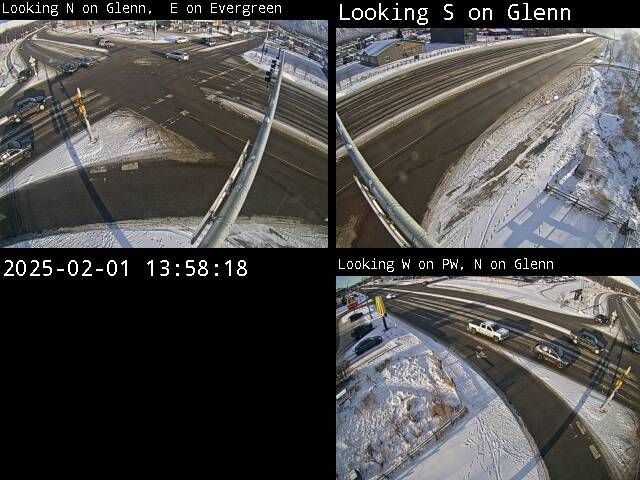 Looking N on Glenn, E on Evergreen
Looking S on Glenn
2025-02-01 13:58:18
Looking W on PW, N on Glenn